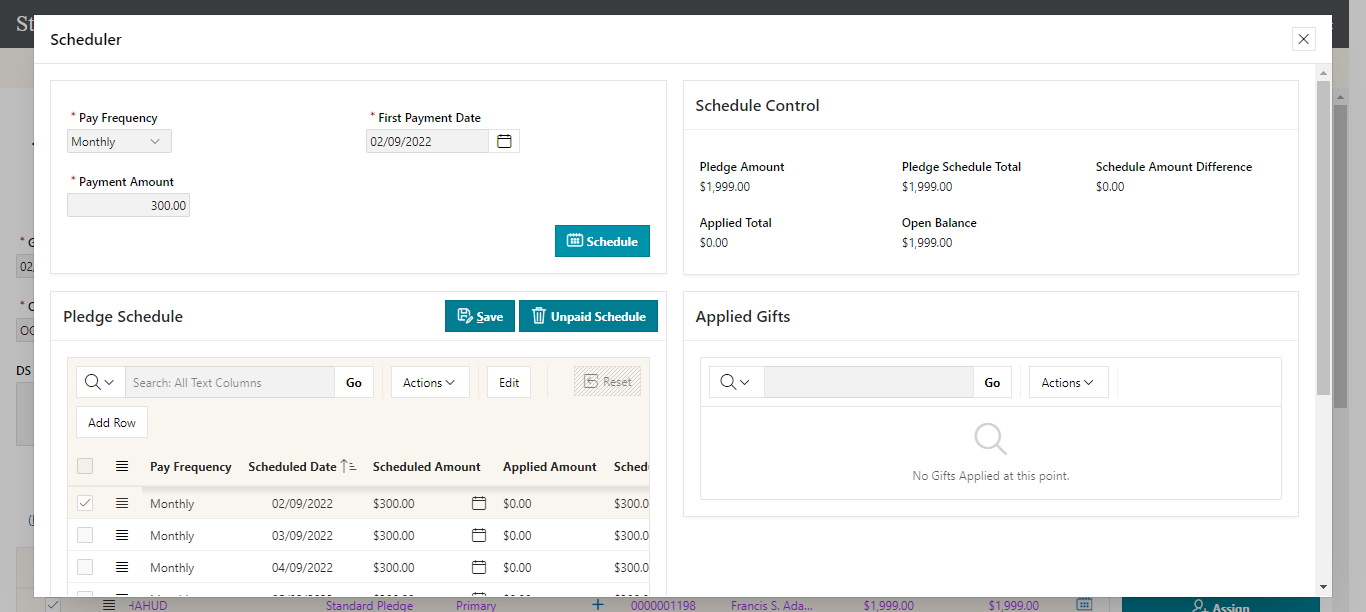 St
Scheduler
* Pay Frequency
* First Payment Date
Monthly
02/09/2022
* Payment Amount
300.00
Schedule
Schedule Control
Pledge Amount
Pledge Schedule Total
Schedule Amount Difference
$1,999.00
$1,999.00
$0.00
Applied Total
Open Balance
$0.00
$1,999.00
Pledge Schedule
Save
Unpaid Schedule
Search: All Text Columns
Go
Actions
Edit
Reset
Add Row
Pay Frequency Scheduled Date Scheduled Amount Applied Amount Sched
Monthly 02/09/2022 $300.00 $0.00 $300.0
Monthly 03/09/2022 $300.00 $0.00 $300.0
Monthly 04/09/2022 $300.00 $0.00 $300.0
Applied Gifts
Go
Actions
No Gifts Applied at this point.
* G
02/
* C
DS
HAHUD Standard Pledge Primary 0000001198 Francis S. Ada... $1,999.00 $1,999.00
Assign